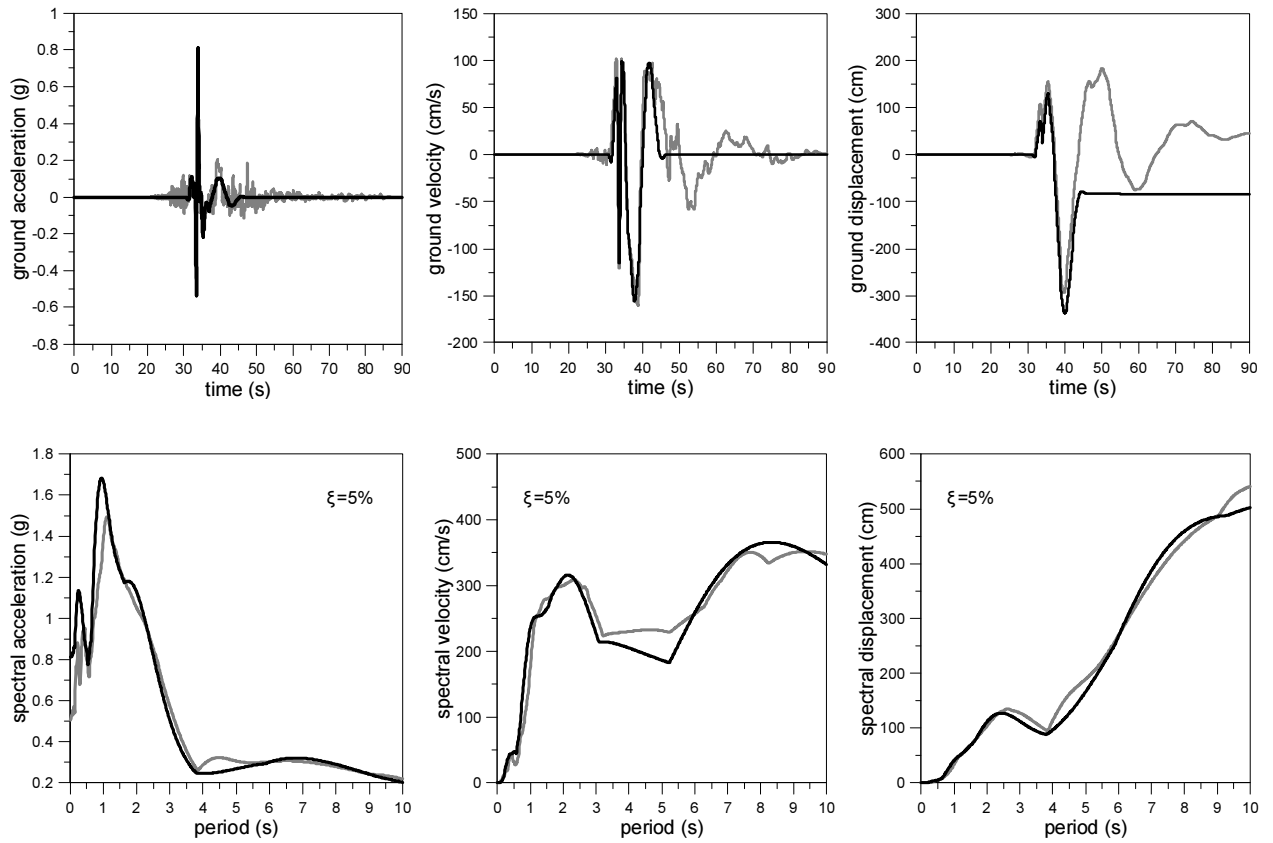 ground acceleration (g)
1
0.8
0.6
0.4
0.2
0
-0.2
-0.4
-0.6
-0.8
0 10 20 30 40 50 60 70 80 90
time (s)
ground velocity (cm/s)
150
100
50
0
-50
-100
-150
-200
0 10 20 30 40 50 60 70 80 90
time (s)
ground displacement (cm)
300
200
100
0
-100
-200
-300
-400
0 10 20 30 40 50 60 70 80 90
time (s)
spectral acceleration (g)
1.8
1.6
1.4
1.2
1
0.8
0.6
0.4
0.2
ξ=5%
0 1 2 3 4 5 6 7 8 9 10
period (s)
spectral velocity (cm/s)
500
400
300
200
100
0
ξ=5%
0 1 2 3 4 5 6 7 8 9 10
period (s)
spectral displacement (cm)
600
500
400
300
200
100
0
ξ=5%
0 1 2 3 4 5 6 7 8 9 10
period (s)